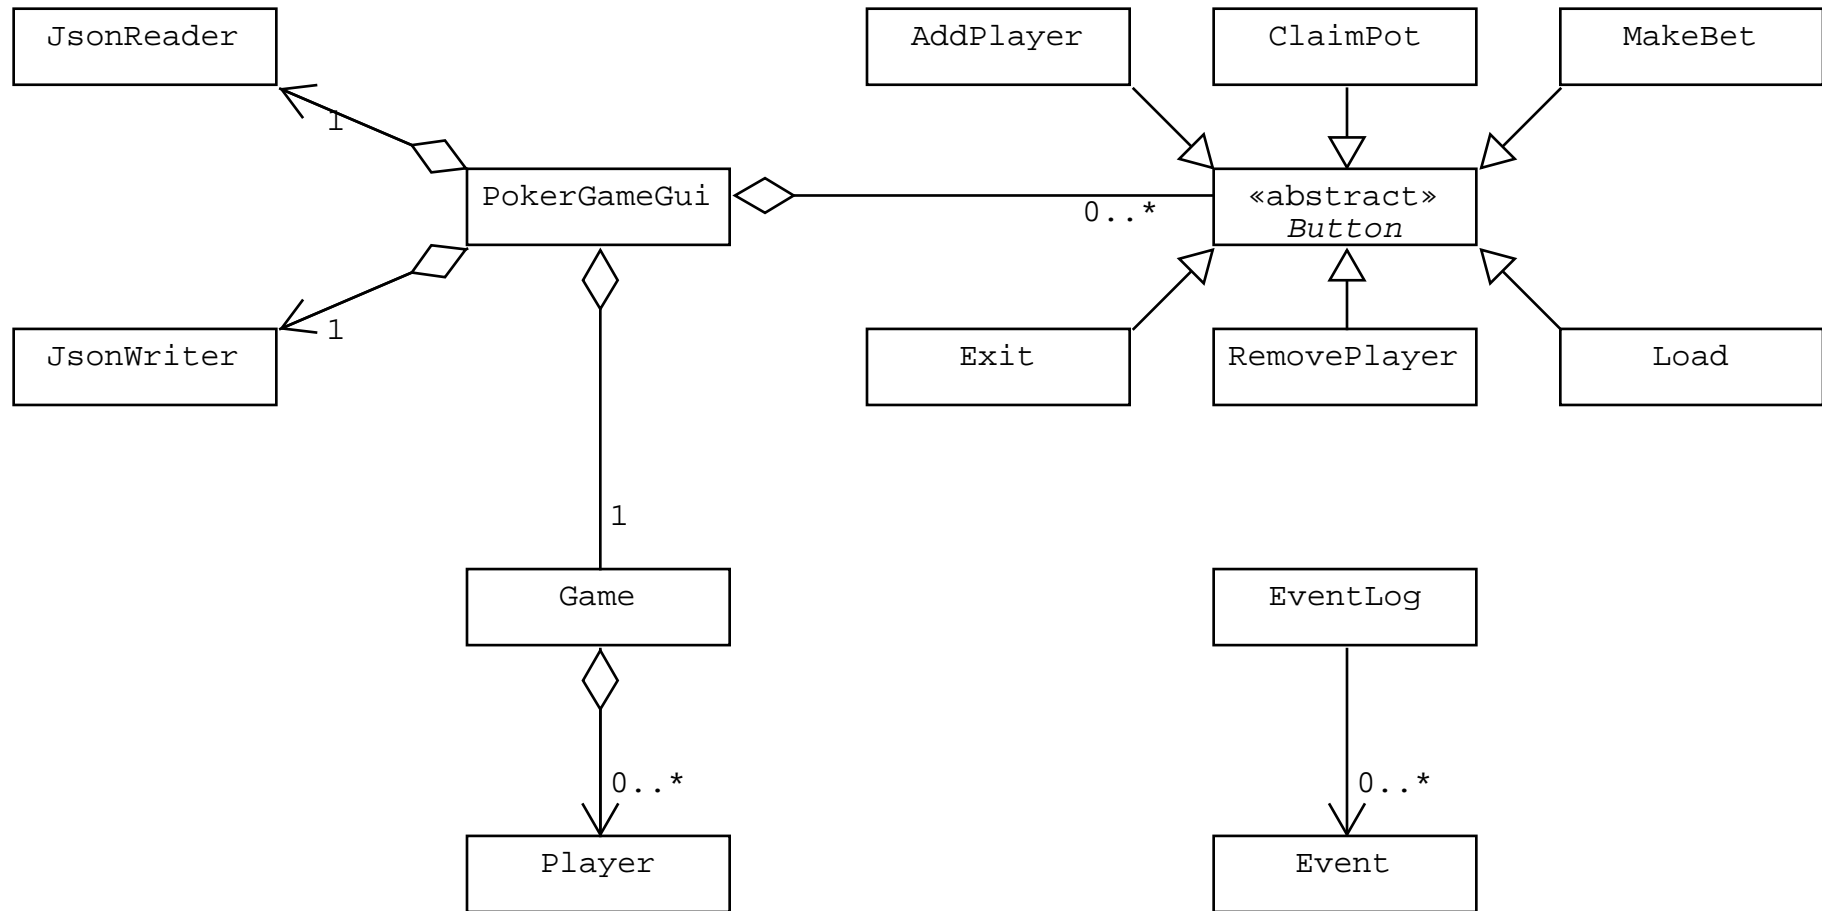 JsonReader
AddPlayer
ClaimPot
MakeBet
1
PokerGameGui
0..*
«abstract»
Button
1
JsonWriter
Exit
RemovePlayer
Load
1
Game
EventLog
0..*
0..*
Player
Event